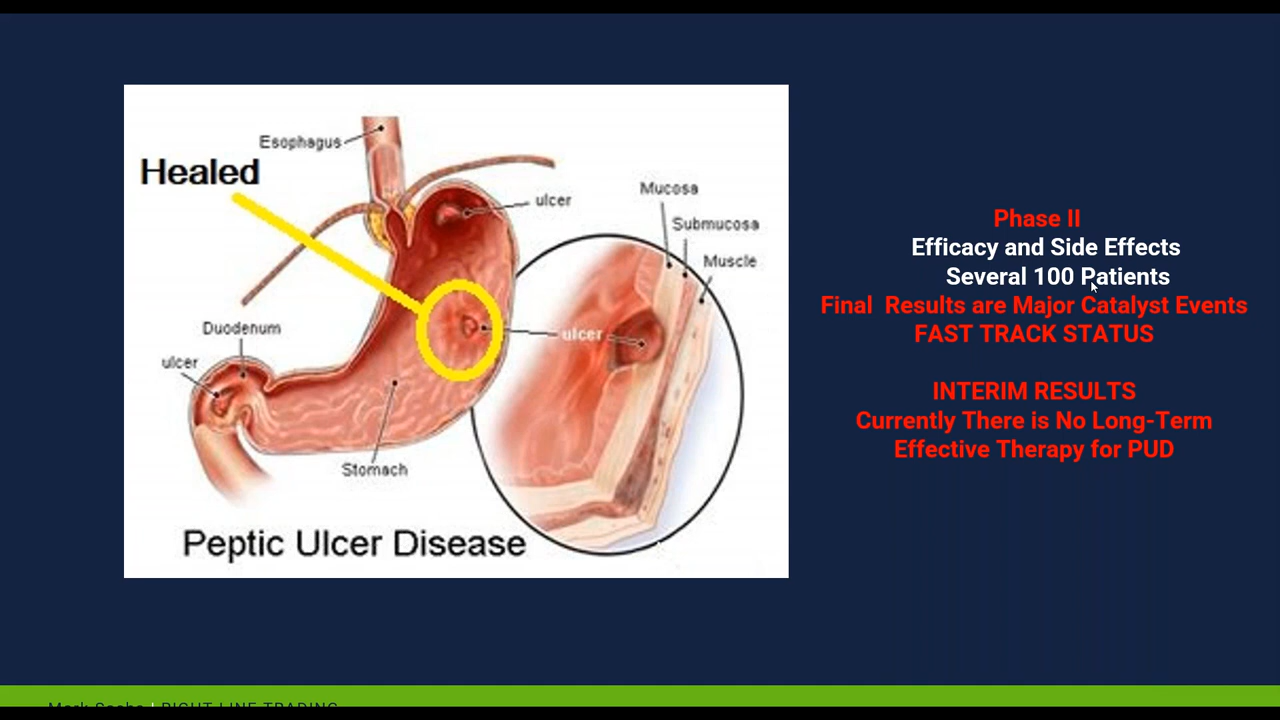 Esophagus
Healed
ulcer
Mucosa
Submucosa
Muscle
Duodenum
ulcer
ulcer
Stomach
Peptic Ulcer Disease
Phase II
Efficacy and Side Effects
Several 100 Patients
Final Results are Major Catalyst Events
FAST TRACK STATUS
INTERIM RESULTS
Currently There is No Long-Term
Effective Therapy for PUD
| RIGHT LINE TRADING